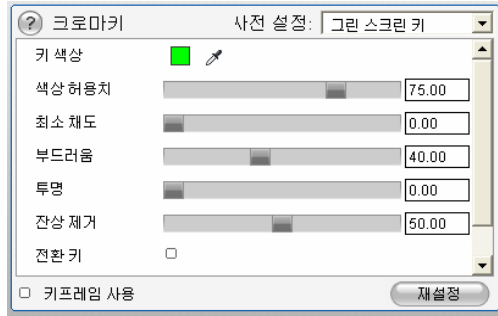 ? 크로마키 사전 설정: 그린 스크린 키
키 색상
색상 허용치 75.00
최소 채도 0.00
부드러움 40.00
투명 0.00
잔상 제거 50.00
전환 키
키프레임 사용 재설정